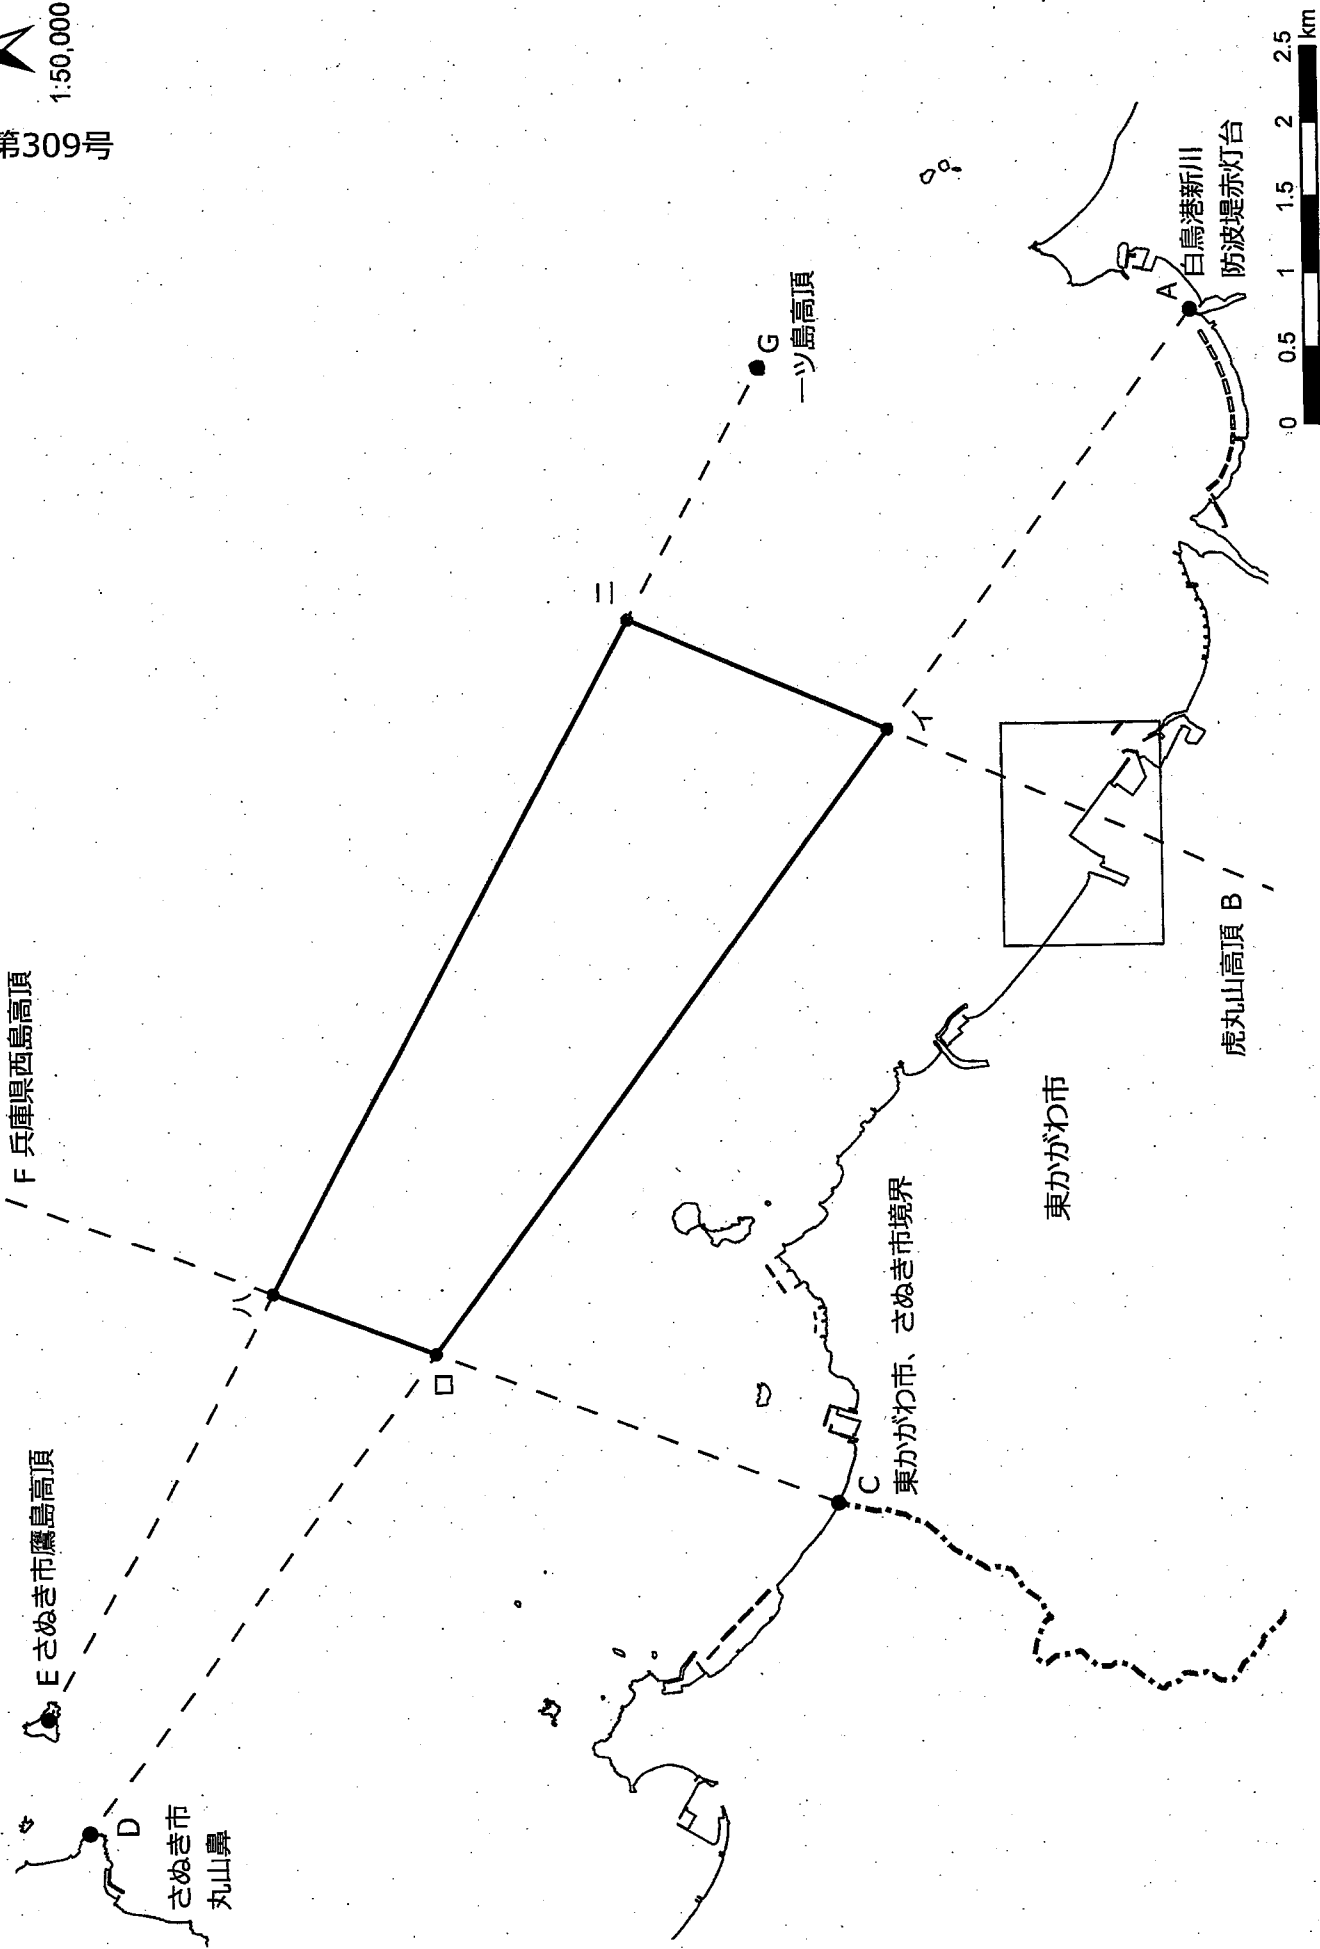 1:50,000
第309号
F 兵庫県西島高頂
E さぬき市鷹島高頂
D
さぬき市
丸山鼻
ハ
ロ
ニ
イ
G
一ツ島高頂
A
白鳥港新川
防波堤赤灯台
虎丸山高頂 B
C
東かがわ市、さぬき市境界
東かがわ市
0 0.5 1 1.5 2 2.5
km